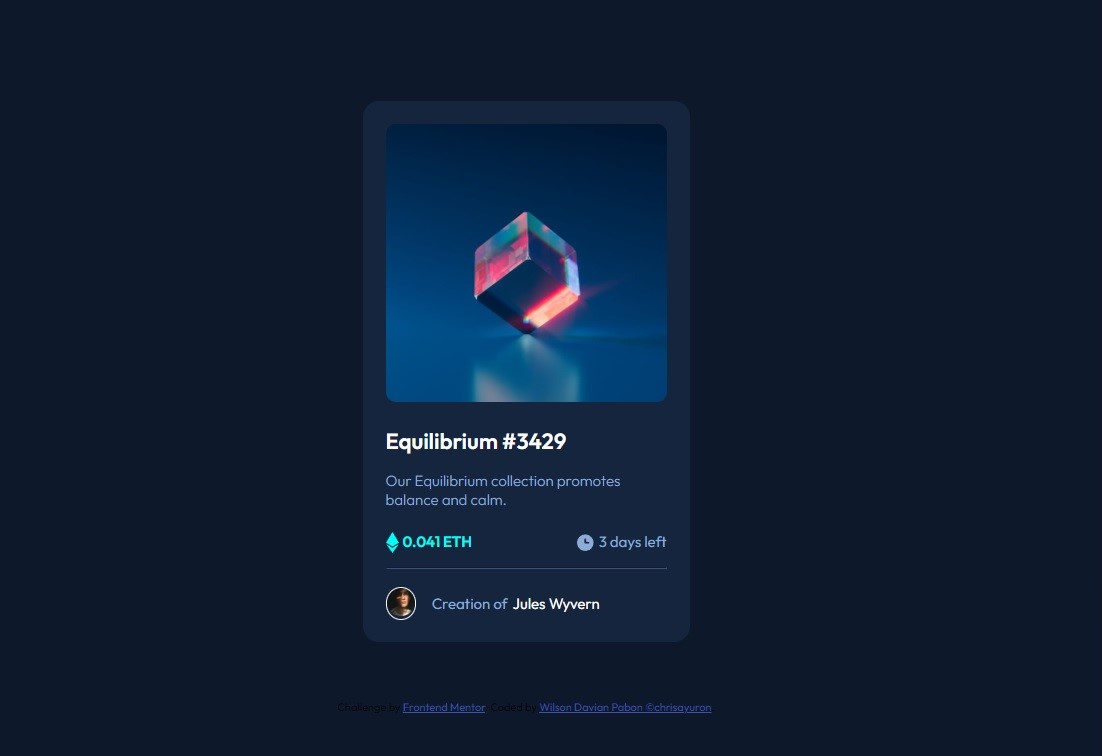 Equilibrium #3429
Our Equilibrium collection promotes
balance and calm.
0.041 ETH 3 days left
Creation of Jules Wyvern
Challenge by Frontend Mentor. Coded by Wilson Davian Pabon ©chrisayuron.